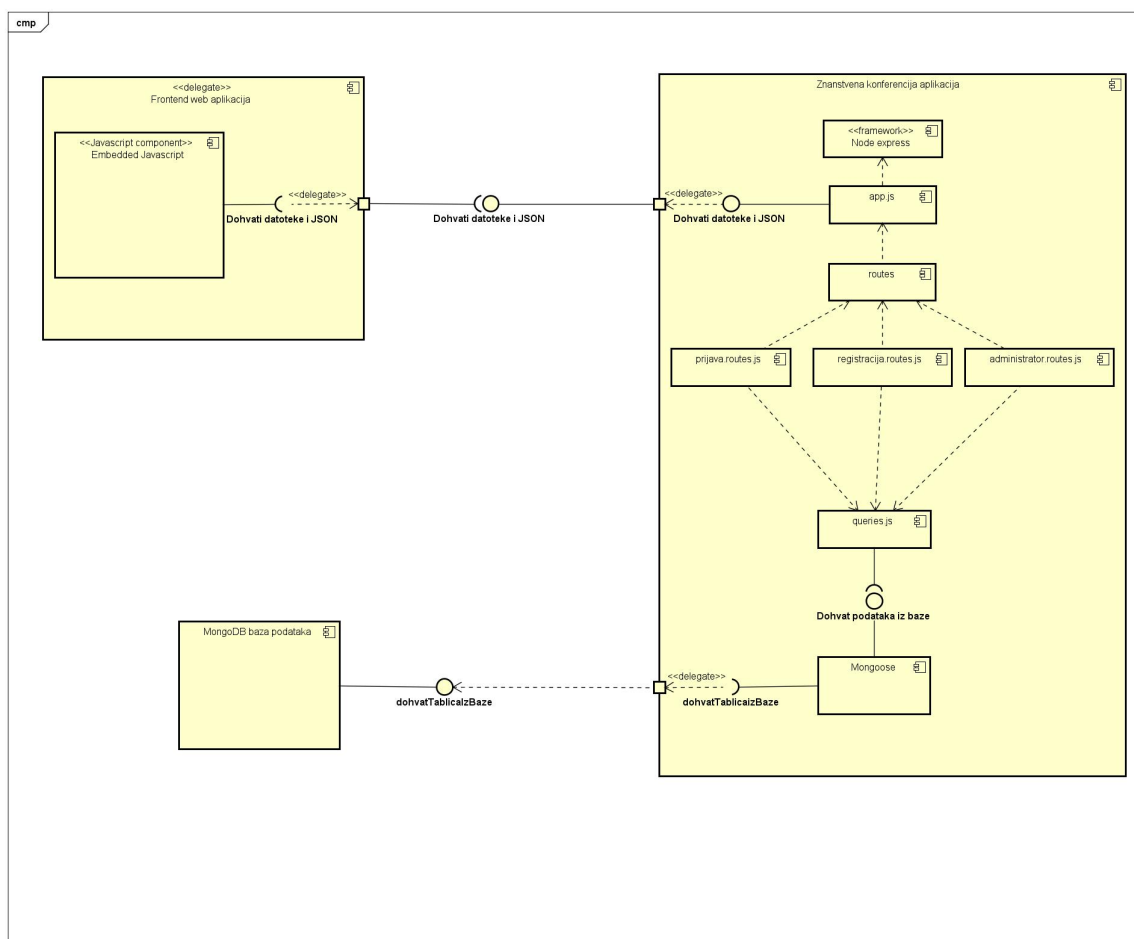 cmp
<<delegate>>
Frontend web aplikacija
<<Javascript component>>
Embedded Javascript
<<delegate>>
Dohvati datoteke i JSON
Dohvati datoteke i JSON
Znanstvena konferencija aplikacija
<<framework>>
Node express
<<delegate>>
Dohvati datoteke i JSON
app.js
routes
prijava.routes.js
registracija.routes.js
administrator.routes.js
queries.js
Dohvat podataka iz baze
MongoDB baza podataka
dohvatTablicaIzBaze
<<delegate>>
dohvatTablicaizBaze
Mongoose